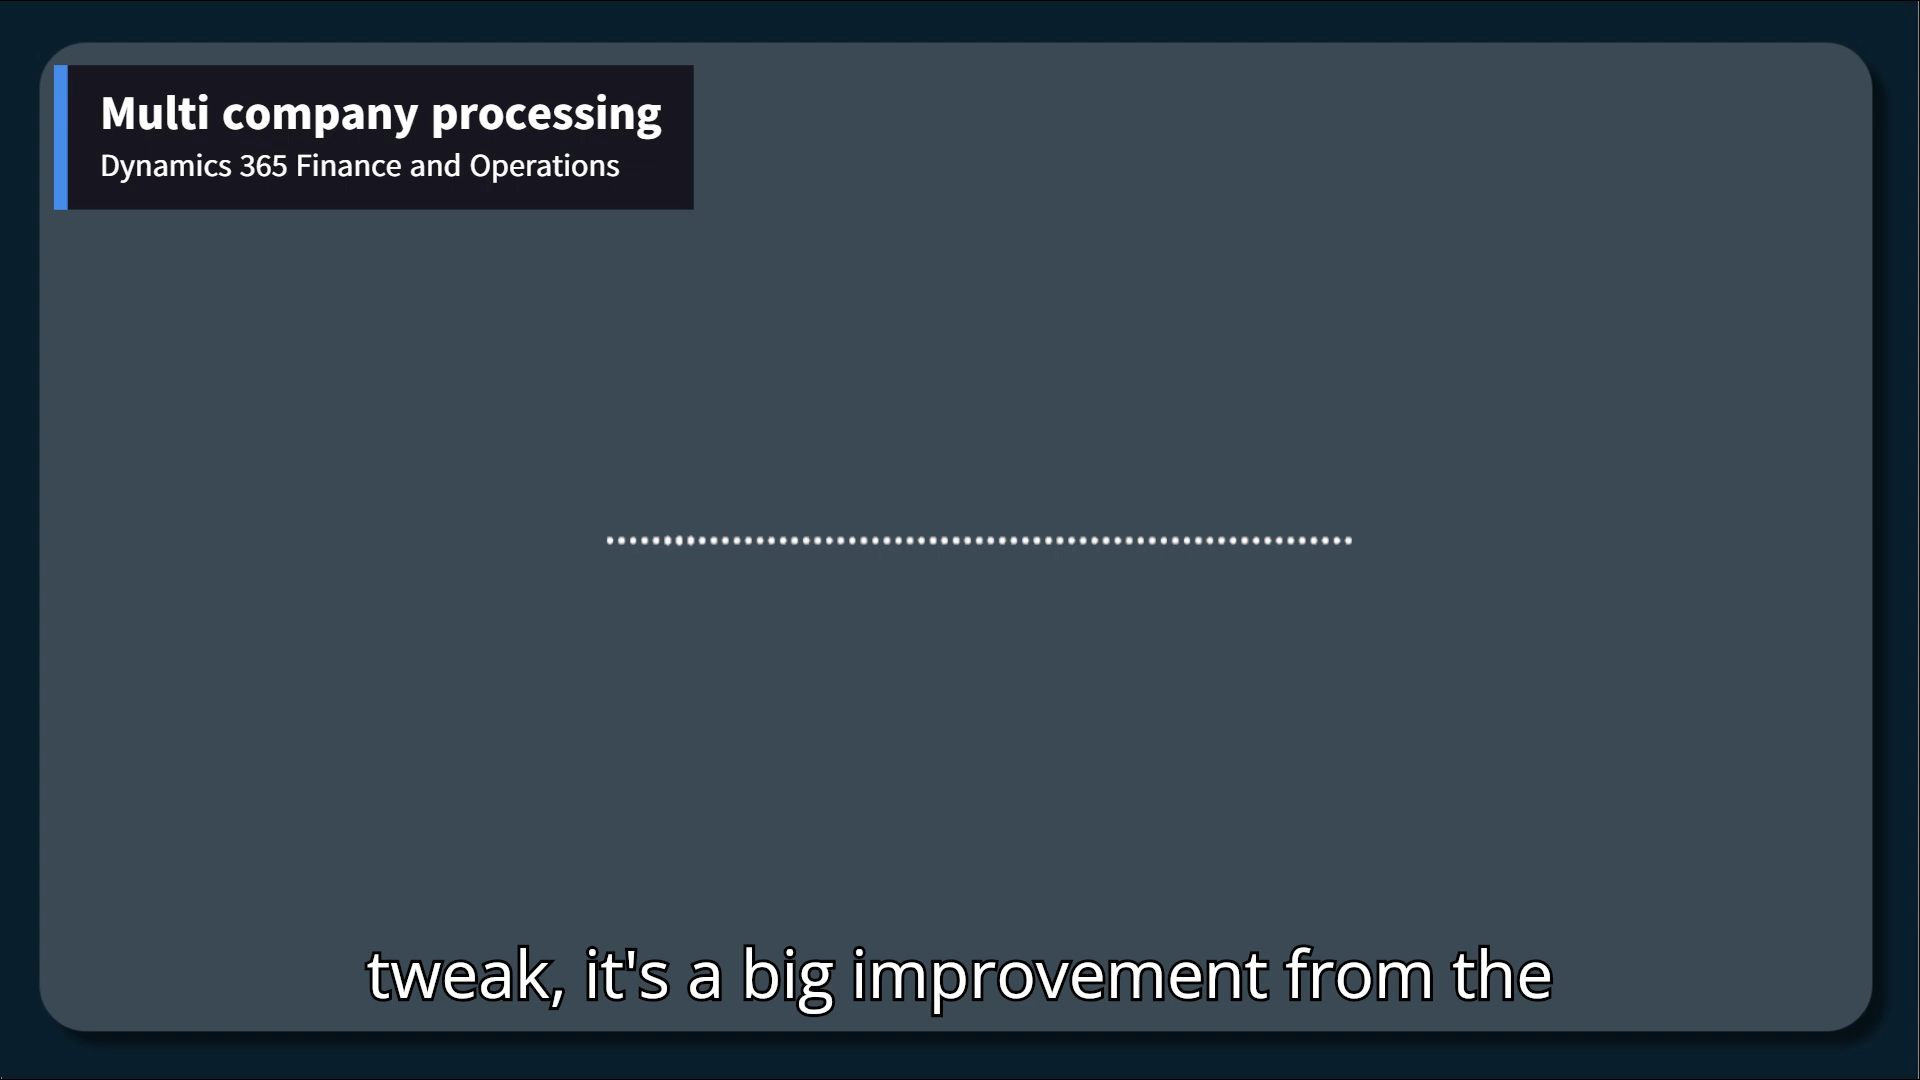 Multi company processing
Dynamics 365 Finance and Operations
tweak, it's a big improvement from the